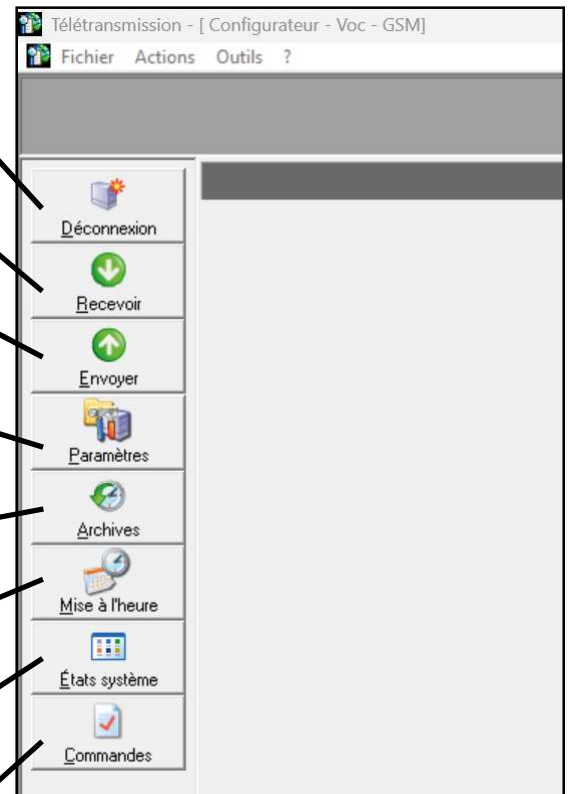 Télétransmission - [ Configurateur - Voc - GSM]
Fichier Actions Outils ?
Déconnexion
Recevoir
Envoyer
Paramètres
Archives
Mise à l'heure
États système
Commandes